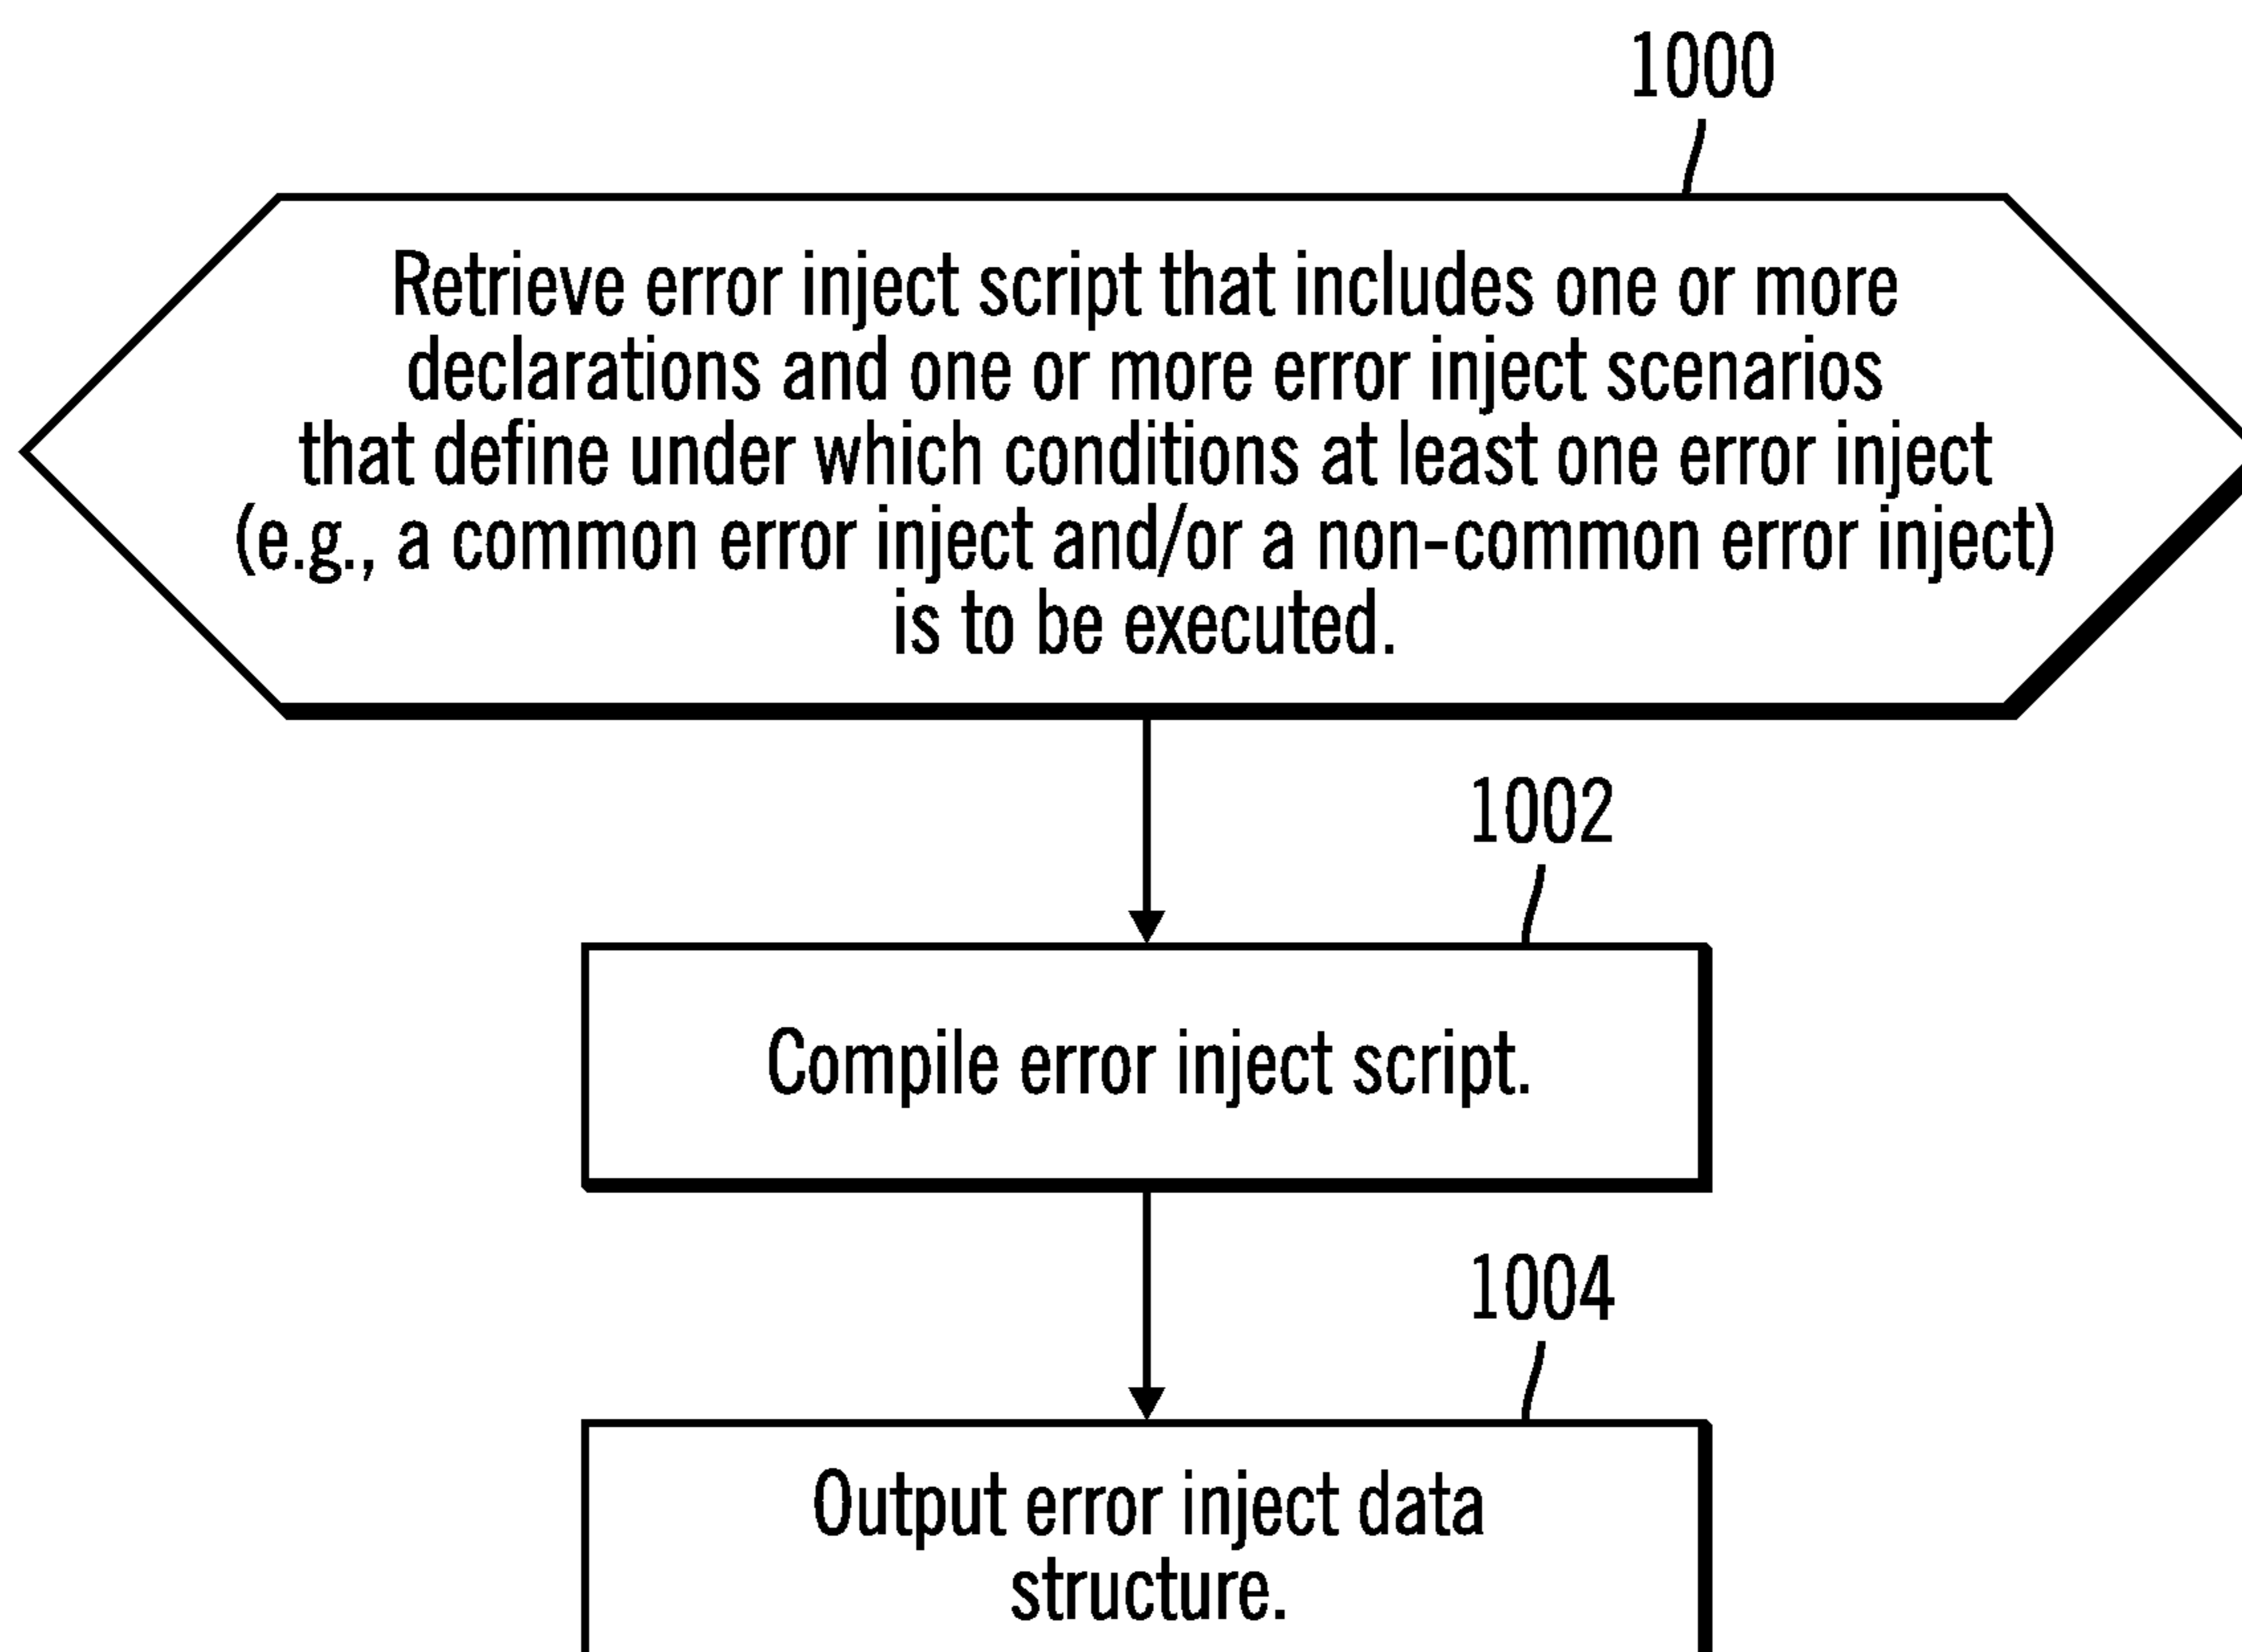 1000
Retrieve error inject script that includes one or more
declarations and one or more error inject scenarios
that define under which conditions at least one error inject
(e.g., a common error inject and/or a non-common error inject)
is to be executed.
1002
Compile error inject script.
1004
Output error inject data
structure.